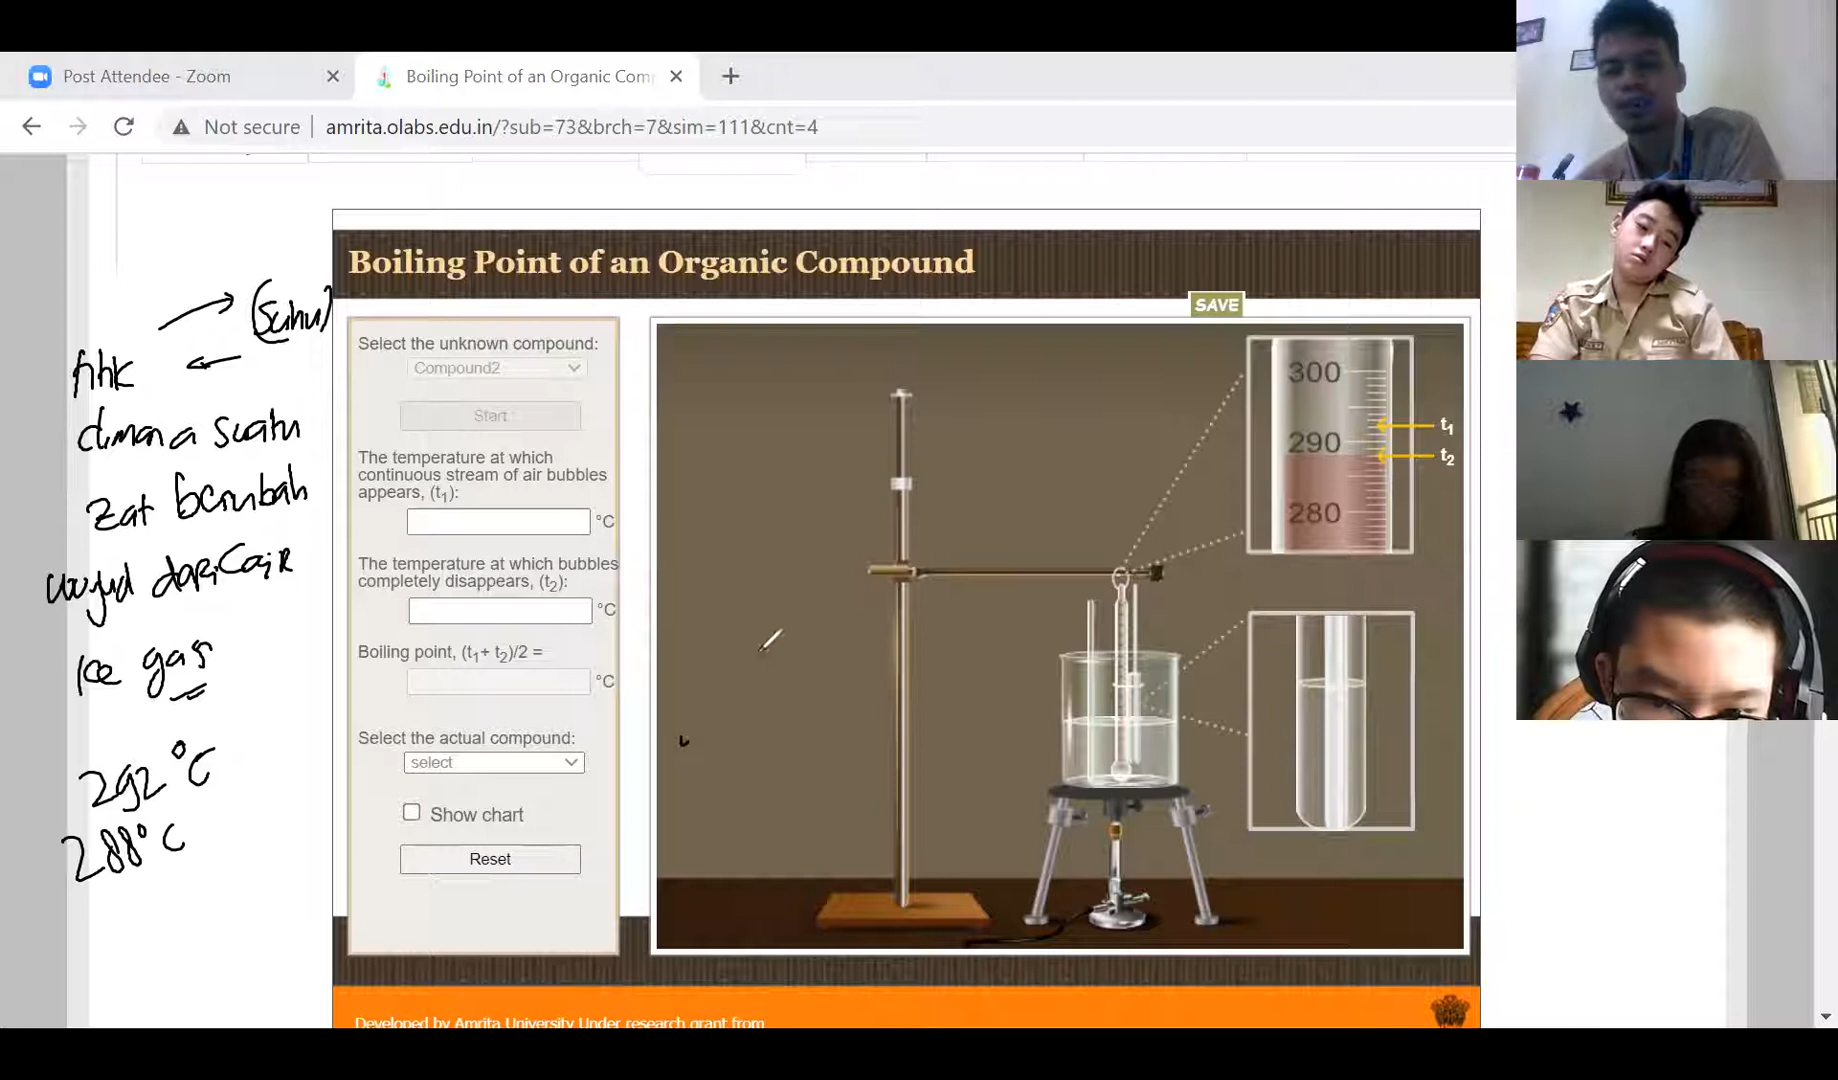 Post Attendee - Zoom
Boiling Point of an Organic Com
Not secure
amrita.olabs.edu.in/?sub=73&brch=7&sim=111&cnt=4
Boiling Point of an Organic Compound
SAVE
Select the unknown compound:
Compound2
Start
The temperature at which
continuous stream of air bubbles
appears, (t1):
°C
The temperature at which bubbles
completely disappears, (t2):
°C
Boiling point, (t1+ t2)/2 =
°C
Select the actual compound:
select
Show chart
Reset
300
290
280
t1
t2
(Suhu)
dimana suatu
zat berubah
wujud dari Cair
ke gas
292 °C
288° C
Developed by Amrita University Under research grant from